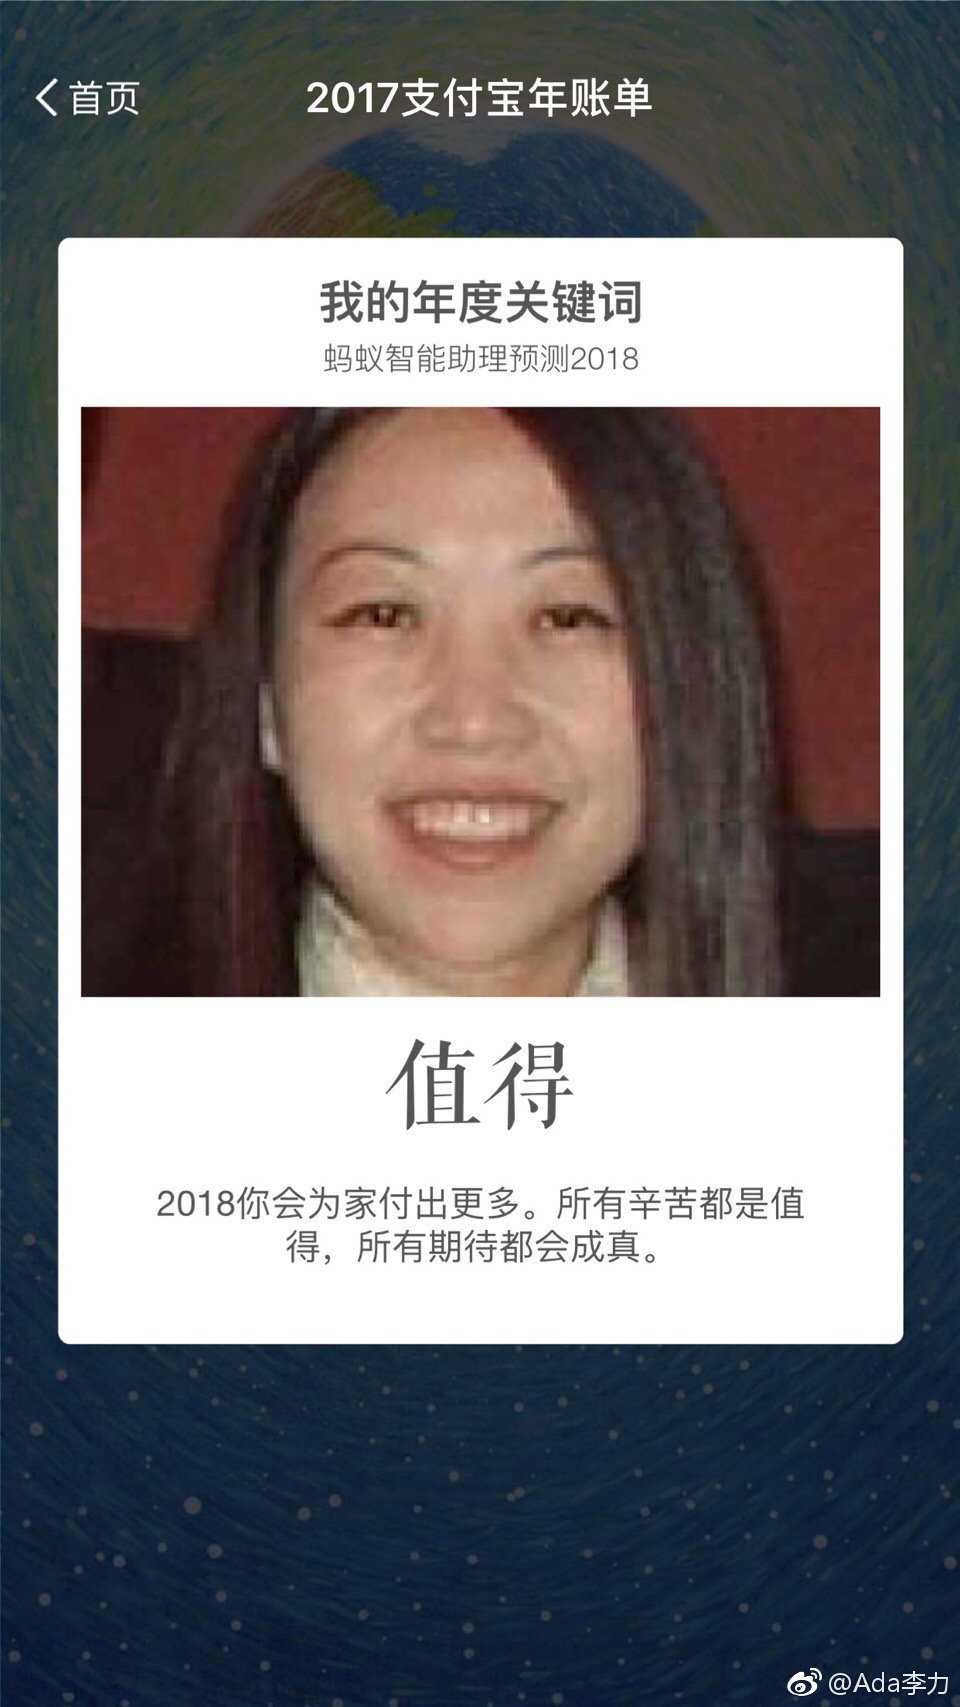 首页
2017支付宝年账单
我的年度关键词
蚂蚁智能助理预测2018
值得
2018你会为家付出更多。所有辛苦都是值
得，所有期待都会成真。
@Ada李力